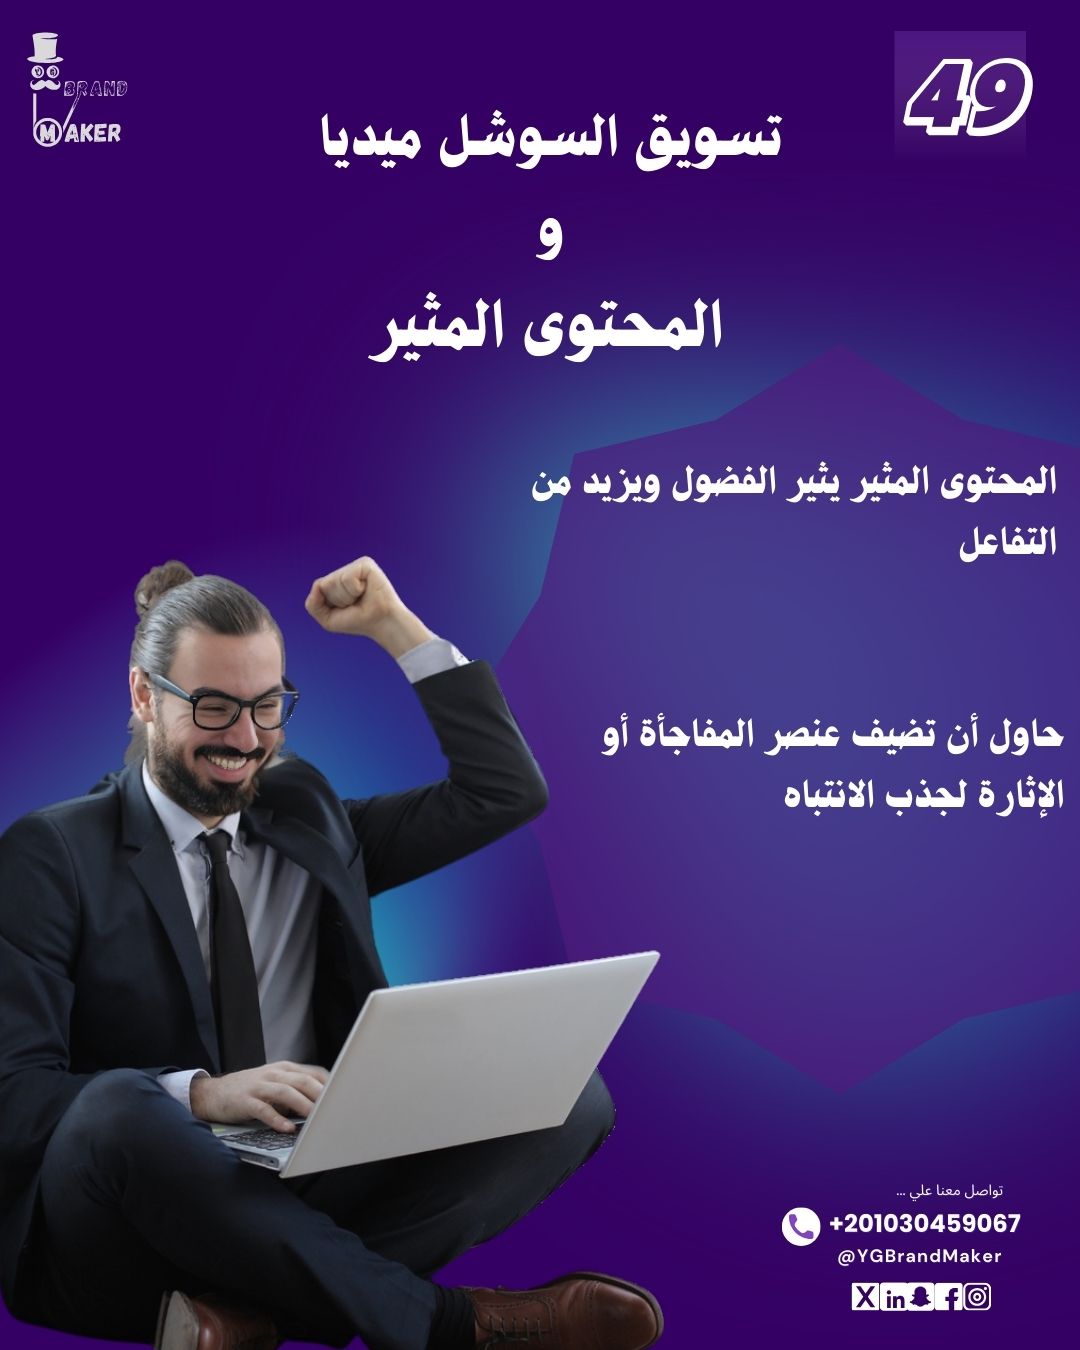 BRAND
MAKER
49
تسويق السوشل ميديا
و
المحتوى المثير
المحتوى المثير يثير الفضول ويزيد من
التفاعل
حاول أن تضيف عنصر المفاجأة أو
الإثارة لجذب الانتباه
تواصل معنا علي ...
+201030459067
@YGBrandMaker